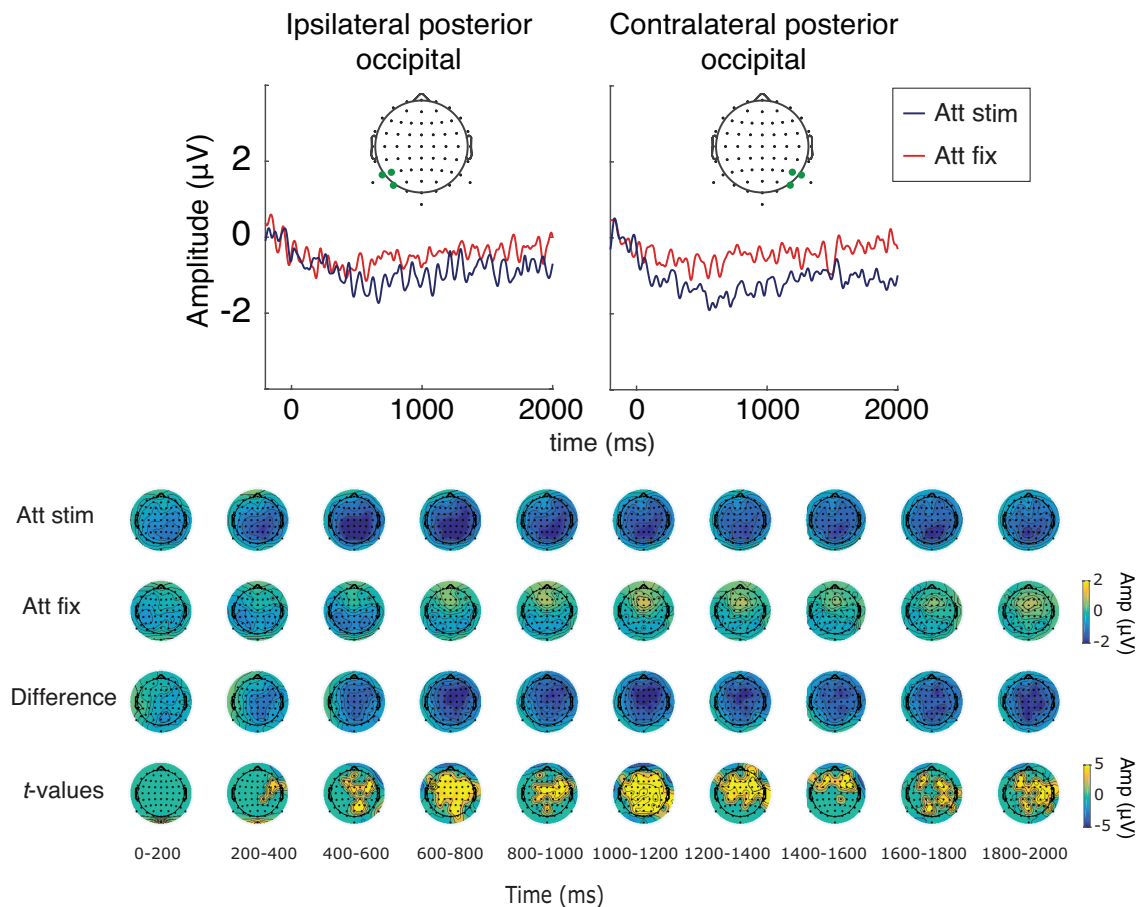 Ipsilateral posterior
occipital
Contralateral posterior
occipital
Att stim
Att fix
Amplitude (µV)
2
0
-2
0
1000
2000
0
1000
2000
time (ms)
Att stim
Att fix
2
0
-2
Amp (µV)
Difference
t-values
5
0
-5
Amp (µV)
0-200
200-400
400-600
600-800
800-1000
1000-1200
1200-1400
1400-1600
1600-1800
1800-2000
Time (ms)